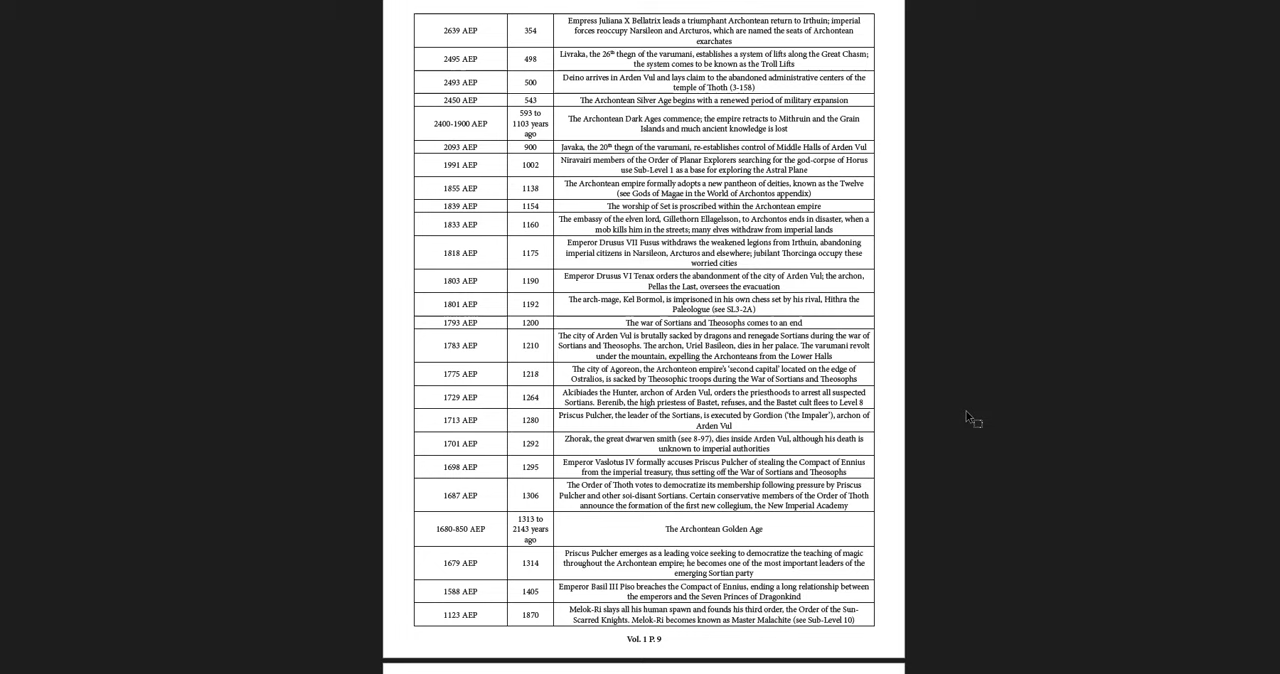 2639 AEP
354
Empress Juliana X Bellatrix leads a triumphant Archontean return to Irthuin; imperial
forces reoccupy Narsileon and Arcturos, which are named the seats of Archontean
exarchates
2495 AEP
498
Livraka, the 26th thegn of the varumani, establishes a system of lifts along the Great Chasm;
the system comes to be known as the Troll Lifts
2493 AEP
500
Deino arrives in Arden Vul and lays claim to the abandoned administrative centers of the
temple of Thoth (3-158)
2450 AEP
543
The Archontean Silver Age begins with a renewed period of military expansion
2400-1900 AEP
593 to
1103 years
ago
The Archontean Dark Ages commence; the empire retracts to Mithruin and the Grain
Islands and much ancient knowledge is lost
2093 AEP
900
Javaka, the 20th thegn of the varumani, re-establishes control of Middle Halls of Arden Vul
1991 AEP
1002
Niravairi members of the Order of Planar Explorers searching for the god-corpse of Horus
use Sub-Level 1 as a base for exploring the Astral Plane
1855 AEP
1138
The Archontean empire formally adopts a new pantheon of deities, known as the Twelve
(see Gods of Magae in the World of Archontos appendix)
1839 AEP
1154
The worship of Set is proscribed within the Archontean empire
1833 AEP
1160
The embassy of the elven lord, Gillethorn Ellagelsson, to Archontos ends in disaster, when a
mob kills him in the streets; many elves withdraw from imperial lands
1818 AEP
1175
Emperor Drusus VII Fusus withdraws the weakened legions from Irthuin, abandoning
imperial citizens in Narsileon, Arcturos and elsewhere; jubilant Thorcinga occupy these
worried cities
1803 AEP
1190
Emperor Drusus VI Tenax orders the abandonment of the city of Arden Vul; the archon,
Pellas the Last, oversees the evacuation
1801 AEP
1192
The arch-mage, Kel Bormol, is imprisoned in his own chess set by his rival, Hithra the
Paleologue (see SL3-2A)
1793 AEP
1200
The war of Sortians and Theosophs comes to an end
1783 AEP
1210
The city of Arden Vul is brutally sacked by dragons and renegade Sortians during the war of
Sortians and Theosophs. The archon, Uriel Basileon, dies in her palace. The varumani revolt
under the mountain, expelling the Archonteans from the Lower Halls
1775 AEP
1218
The city of Agoreon, the Archonteon empire's 'second capital' located on the edge of
Ostralios, is sacked by Theosophic troops during the War of Sortians and Theosophs
1729 AEP
1264
Alcibiades the Hunter, archon of Arden Vul, orders the priesthoods to arrest all suspected
Sortians. Berenib, the high priestess of Bastet, refuses, and the Bastet cult flees to Level 8
1713 AEP
1280
Priscus Pulcher, the leader of the Sortians, is executed by Gordion ('the Impaler'), archon of
Arden Vul
1701 AEP
1292
Zhorak, the great dwarven smith (see 8-97), dies inside Arden Vul, although his death is
unknown to imperial authorities
1698 AEP
1295
Emperor Vaslotus IV formally accuses Priscus Pulcher of stealing the Compact of Ennius
from the imperial treasury, thus setting off the War of Sortians and Theosophs
1687 AEP
1306
The Order of Thoth votes to democratize its membership following pressure by Priscus
Pulcher and other soi-disant Sortians. Certain conservative members of the Order of Thoth
announce the formation of the first new collegium, the New Imperial Academy
1680-850 AEP
1313 to
2143 years
ago
The Archontean Golden Age
1679 AEP
1314
Priscus Pulcher emerges as a leading voice seeking to democratize the teaching of magic
throughout the Archontean empire; he becomes one of the most important leaders of the
emerging Sortian party
1588 AEP
1405
Emperor Basil III Piso breaches the Compact of Ennius, ending a long relationship between
the emperors and the Seven Princes of Dragonkind
1123 AEP
1870
Melok-Ri slays all his human spawn and founds his third order, the Order of the Sun-
Scarred Knights. Melok-Ri becomes known as Master Malachite (see Sub-Level 10)
Vol. 1 P. 9